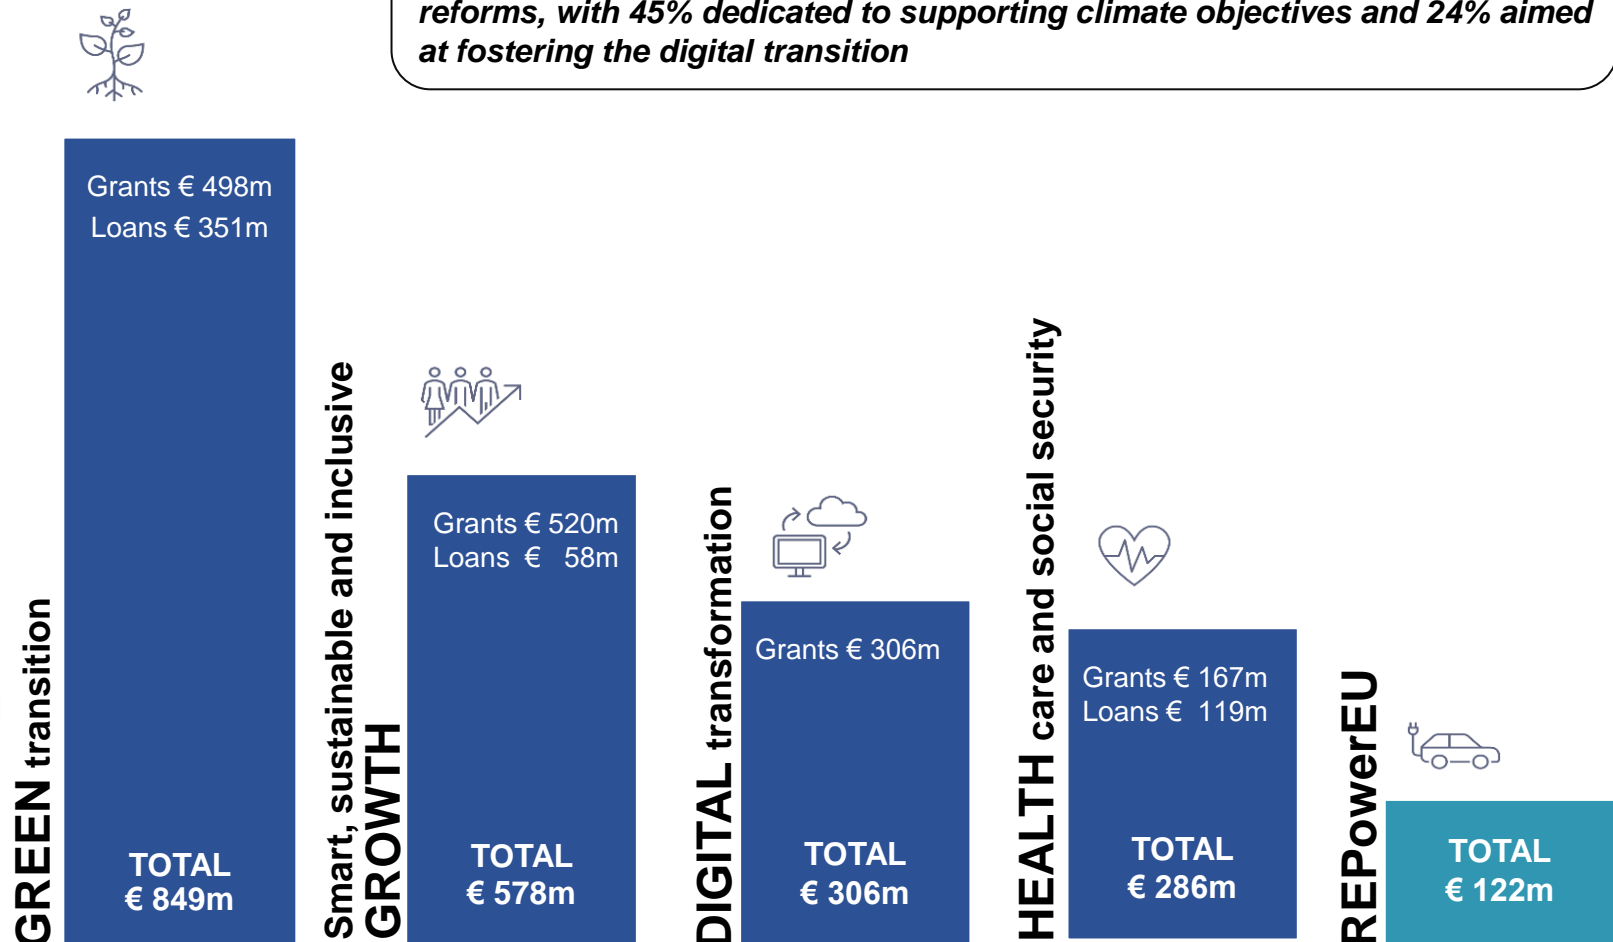 reforms, with 45% dedicated to supporting climate objectives and 24% aimed
at fostering the digital transition
GREEN transition
Grants € 498m
Loans € 351m
TOTAL
€ 849m
Smart, sustainable and inclusive
GROWTH
Grants € 520m
Loans € 58m
TOTAL
€ 578m
DIGITAL transformation
Grants € 306m
TOTAL
€ 306m
HEALTH care and social security
Grants € 167m
Loans € 119m
TOTAL
€ 286m
REPowerEU
TOTAL
€ 122m